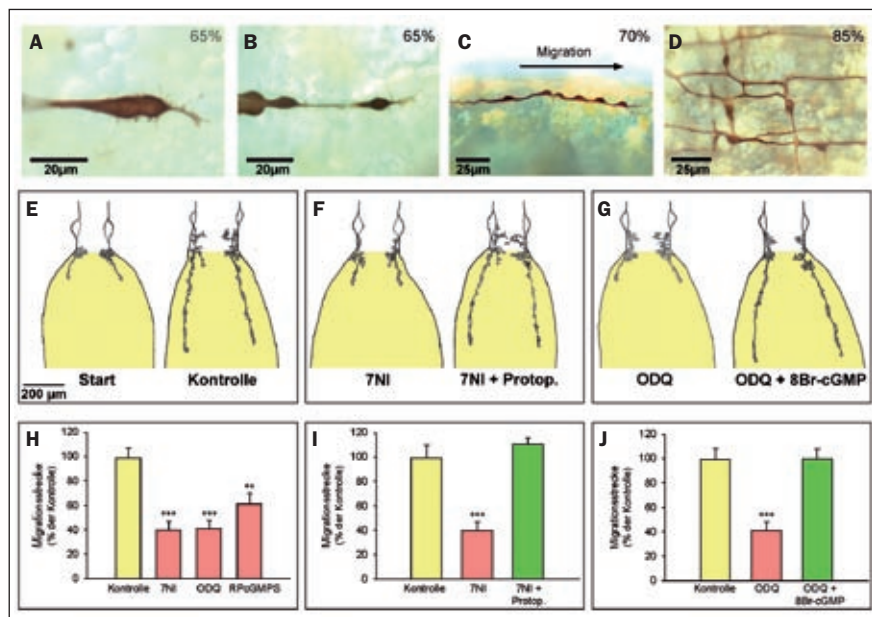 A 65%
B 65%
C 70%
D 85%
Migration
20µm
20µm
25µm
25µm
E
F
G
Start Kontrolle
7NI 7NI + Protop.
ODQ ODQ + 8Br-cGMP
200 µm
H
Migrationsstrecke
(% der Kontrolle)
120
100
80
60
40
20
0
*** *** **
Kontrolle 7NI ODQ RPcGMPS
I
Migrationsstrecke
(% der Kontrolle)
120
100
80
60
40
20
0
***
Kontrolle 7NI 7NI +
Protop.
J
Migrationsstrecke
(% der Kontrolle)
120
100
80
60
40
20
0
***
Kontrolle ODQ ODQ +
8Br-cGMP